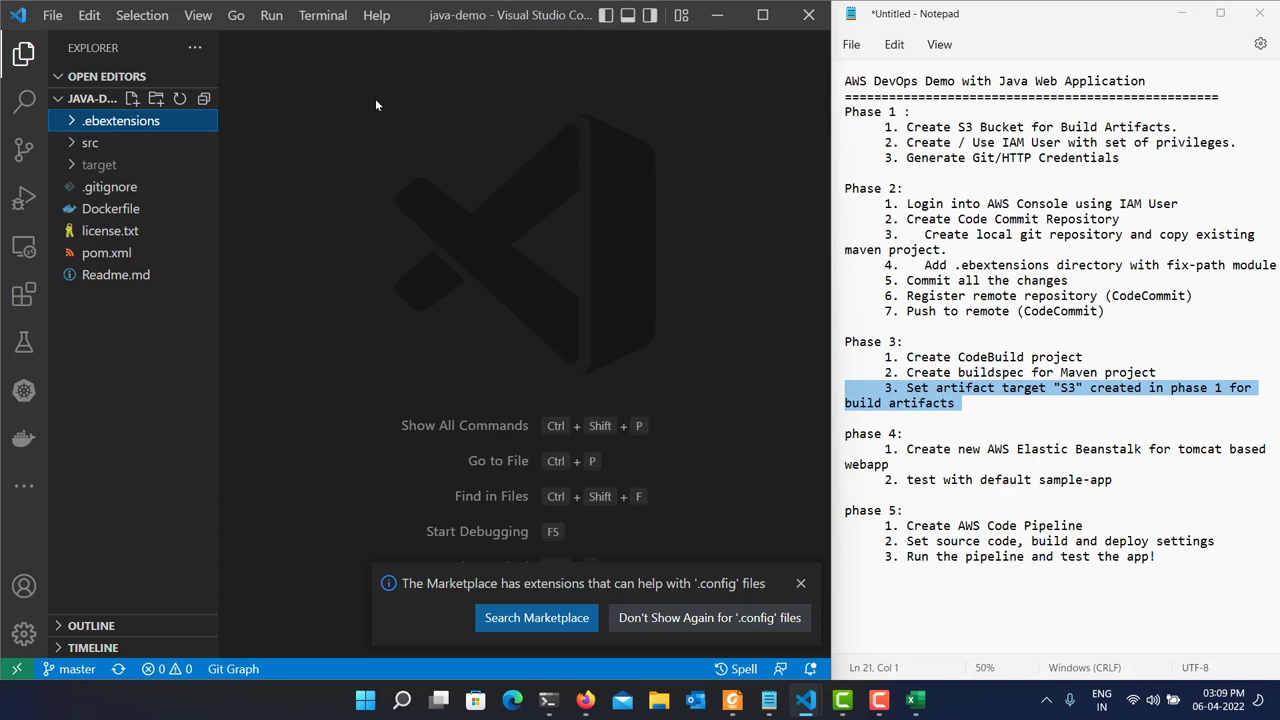 File Edit Selection View Go Run Terminal Help java-demo - Visual Studio Co...
EXPLORER
OPEN EDITORS
JAVA-D...
.ebextensions
src
target
.gitignore
Dockerfile
license.txt
pom.xml
Readme.md
OUTLINE
TIMELINE
Show All Commands Ctrl + Shift + P
Go to File Ctrl + P
Find in Files Ctrl + Shift + F
Start Debugging F5
The Marketplace has extensions that can help with '.config' files
Search Marketplace Don't Show Again for '.config' files
master 0 0 Git Graph Spell
*Untitled - Notepad
File Edit View
AWS DevOps Demo with Java Web Application
===================================================
Phase 1 :
1. Create S3 Bucket for Build Artifacts.
2. Create / Use IAM User with set of privileges.
3. Generate Git/HTTP Credentials
Phase 2:
1. Login into AWS Console using IAM User
2. Create Code Commit Repository
3. Create local git repository and copy existing
maven project.
4. Add .ebextensions directory with fix-path module
5. Commit all the changes
6. Register remote repository (CodeCommit)
7. Push to remote (CodeCommit)
Phase 3:
1. Create CodeBuild project
2. Create buildspec for Maven project
3. Set artifact target "S3" created in phase 1 for
build artifacts
phase 4:
1. Create new AWS Elastic Beanstalk for tomcat based
webapp
2. test with default sample-app
phase 5:
1. Create AWS Code Pipeline
2. Set source code, build and deploy settings
3. Run the pipeline and test the app!
Ln 21, Col 1 50% Windows (CRLF) UTF-8
ENG
IN
03:09 PM
06-04-2022